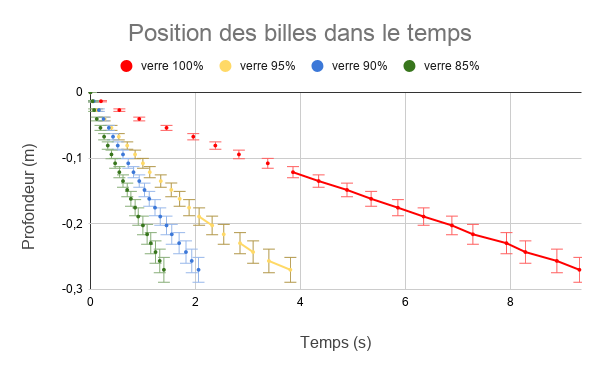 Position des billes dans le temps
verre 100% verre 95% verre 90% verre 85%
0
-0,1
-0,2
-0,3
Profondeur (m)
0 2 4 6 8
Temps (s)